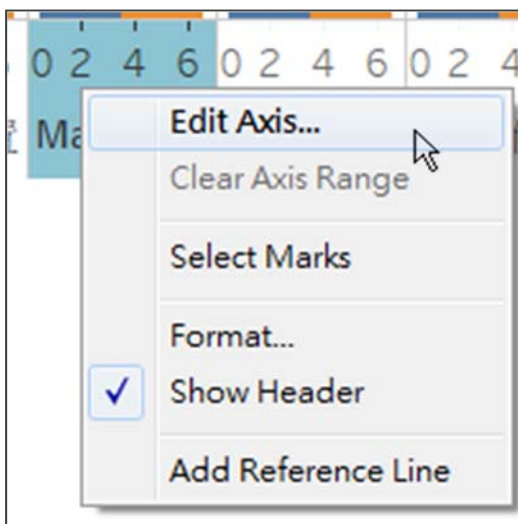 0 2 4 6 0 2 4 6 0 2 4
Ma
Edit Axis...
Clear Axis Range
Select Marks
Format...
Show Header
Add Reference Line